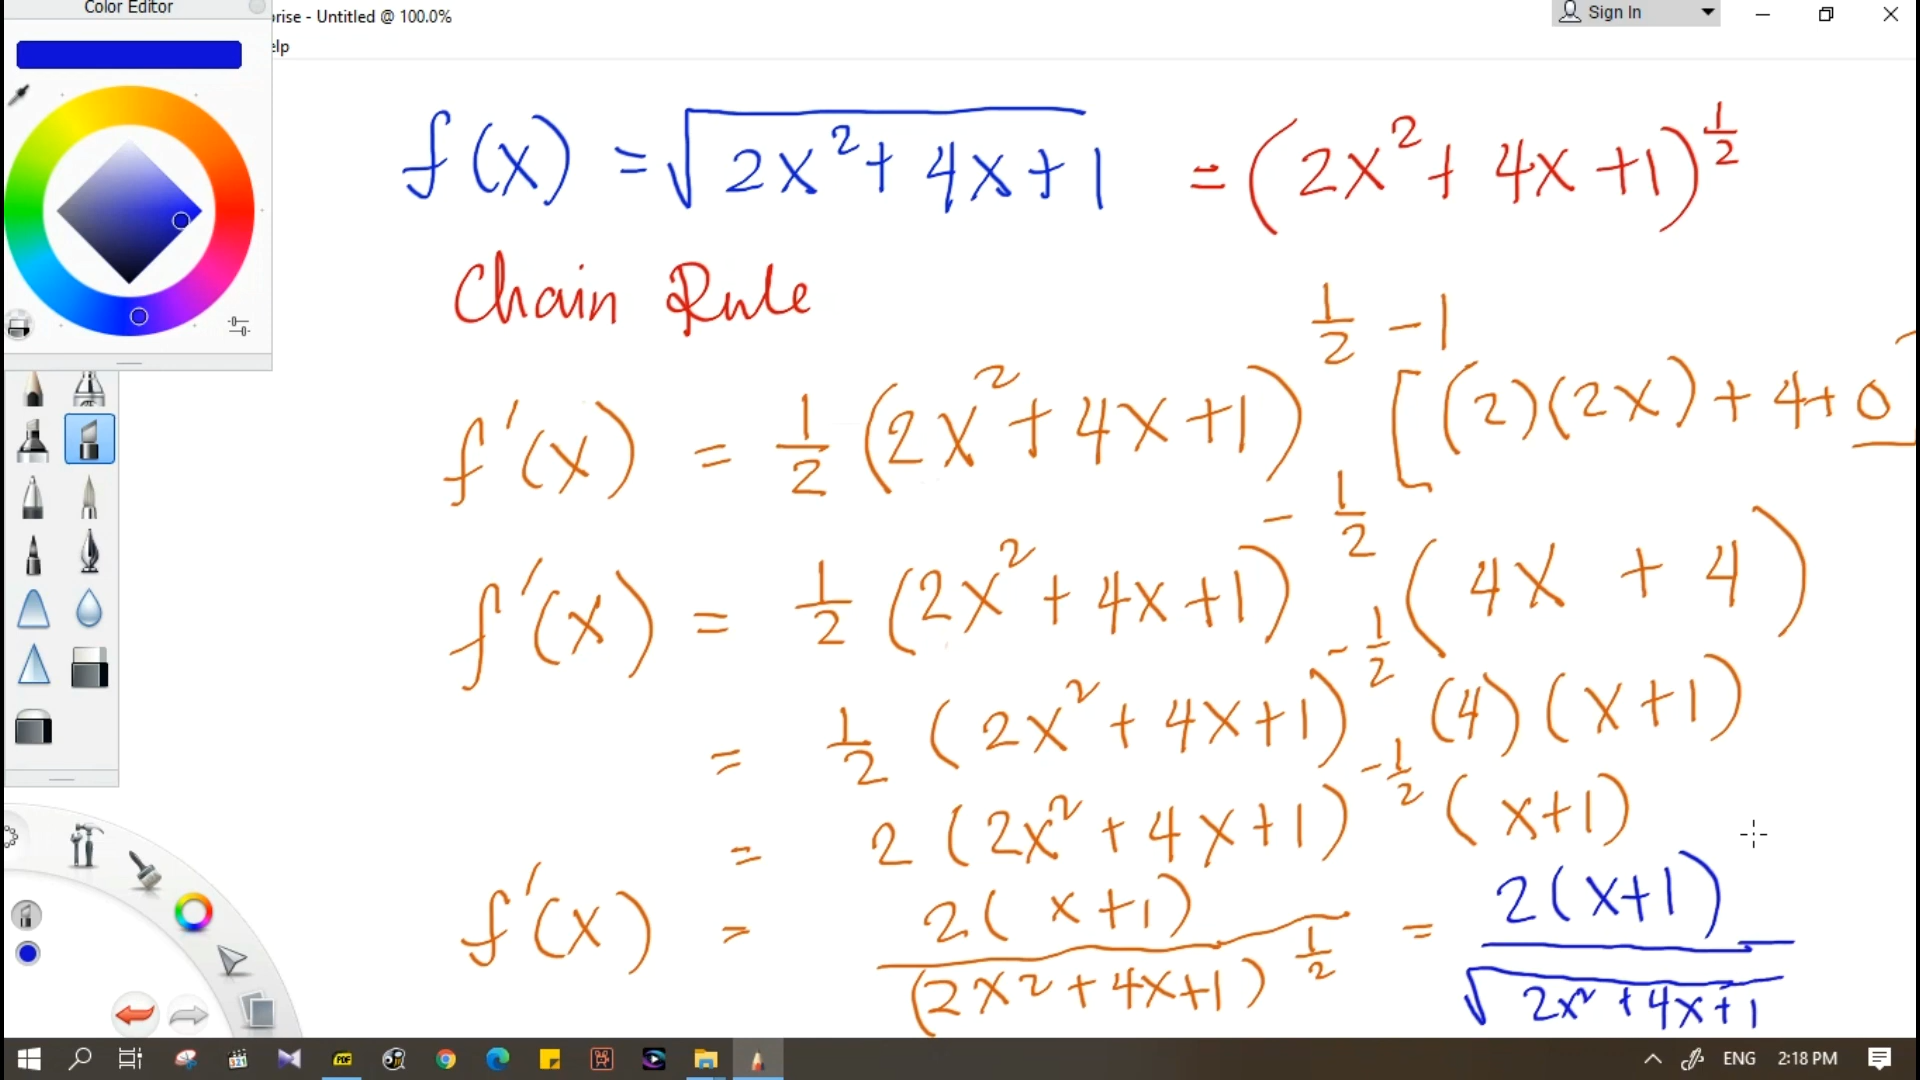 Color Editor
rise - Untitled @ 100.0%
Sign In
elp
f(x) = √(2x² + 4x + 1) = (2x² + 4x + 1)^(1/2)
Chain Rule
f'(x) = 1/2 (2x² + 4x + 1)^(1/2 - 1) [(2)(2x) + 4 + 0
f'(x) = 1/2 (2x² + 4x + 1)^(-1/2) (4x + 4)
= 1/2 (2x² + 4x + 1)^(-1/2) (4)(x+1)
= 2 (2x² + 4x + 1)^(-1/2) (x+1)
f'(x) = 2(x+1) / (2x2 + 4x + 1)^(1/2) = 2(x+1) / √(2x² + 4x + 1)
PDF
321
ENG
2:18 PM